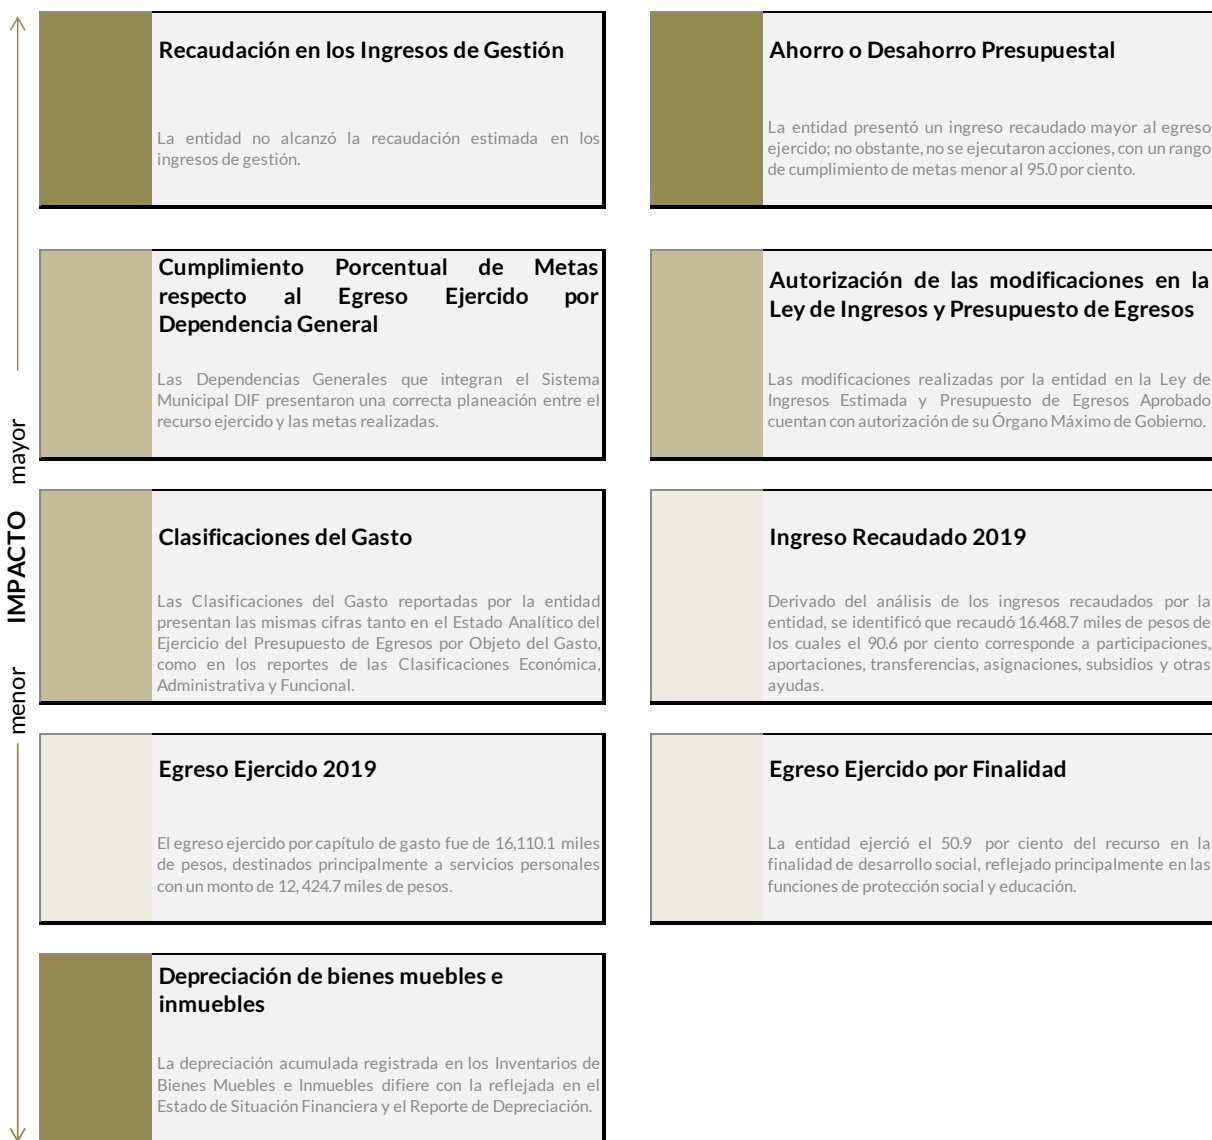 Recaudación en los Ingresos de Gestión
La entidad no alcanzó la recaudación estimada en los
ingresos de gestión.
Ahorro o Desahorro Presupuestal
La entidad presentó un ingreso recaudado mayor al egreso
ejercido; no obstante, no se ejecutaron acciones, con un rango
de cumplimiento de metas menor al 95.0 por ciento.
Cumplimiento Porcentual de Metas
respecto al Egreso Ejercido por
Dependencia General
Las Dependencias Generales que integran el Sistema
Municipal DIF presentaron una correcta planeación entre el
recurso ejercido y las metas realizadas.
Autorización de las modificaciones en la
Ley de Ingresos y Presupuesto de Egresos
Las modificaciones realizadas por la entidad en la Ley de
Ingresos Estimada y Presupuesto de Egresos Aprobado
cuentan con autorización de su Órgano Máximo de Gobierno.
menor IMPACTO mayor
Clasificaciones del Gasto
Las Clasificaciones del Gasto reportadas por la entidad
presentan las mismas cifras tanto en el Estado Analítico del
Ejercicio del Presupuesto de Egresos por Objeto del Gasto,
como en los reportes de las Clasificaciones Económica,
Administrativa y Funcional.
Ingreso Recaudado 2019
Derivado del análisis de los ingresos recaudados por la
entidad, se identificó que recaudó 16.468.7 miles de pesos de
los cuales el 90.6 por ciento corresponde a participaciones,
aportaciones, transferencias, asignaciones, subsidios y otras
ayudas.
Egreso Ejercido 2019
El egreso ejercido por capítulo de gasto fue de 16,110.1 miles
de pesos, destinados principalmente a servicios personales
con un monto de 12, 424.7 miles de pesos.
Egreso Ejercido por Finalidad
La entidad ejerció el 50.9 por ciento del recurso en la
finalidad de desarrollo social, reflejado principalmente en las
funciones de protección social y educación.
Depreciación de bienes muebles e
inmuebles
La depreciación acumulada registrada en los Inventarios de
Bienes Muebles e Inmuebles difiere con la reflejada en el
Estado de Situación Financiera y el Reporte de Depreciación.